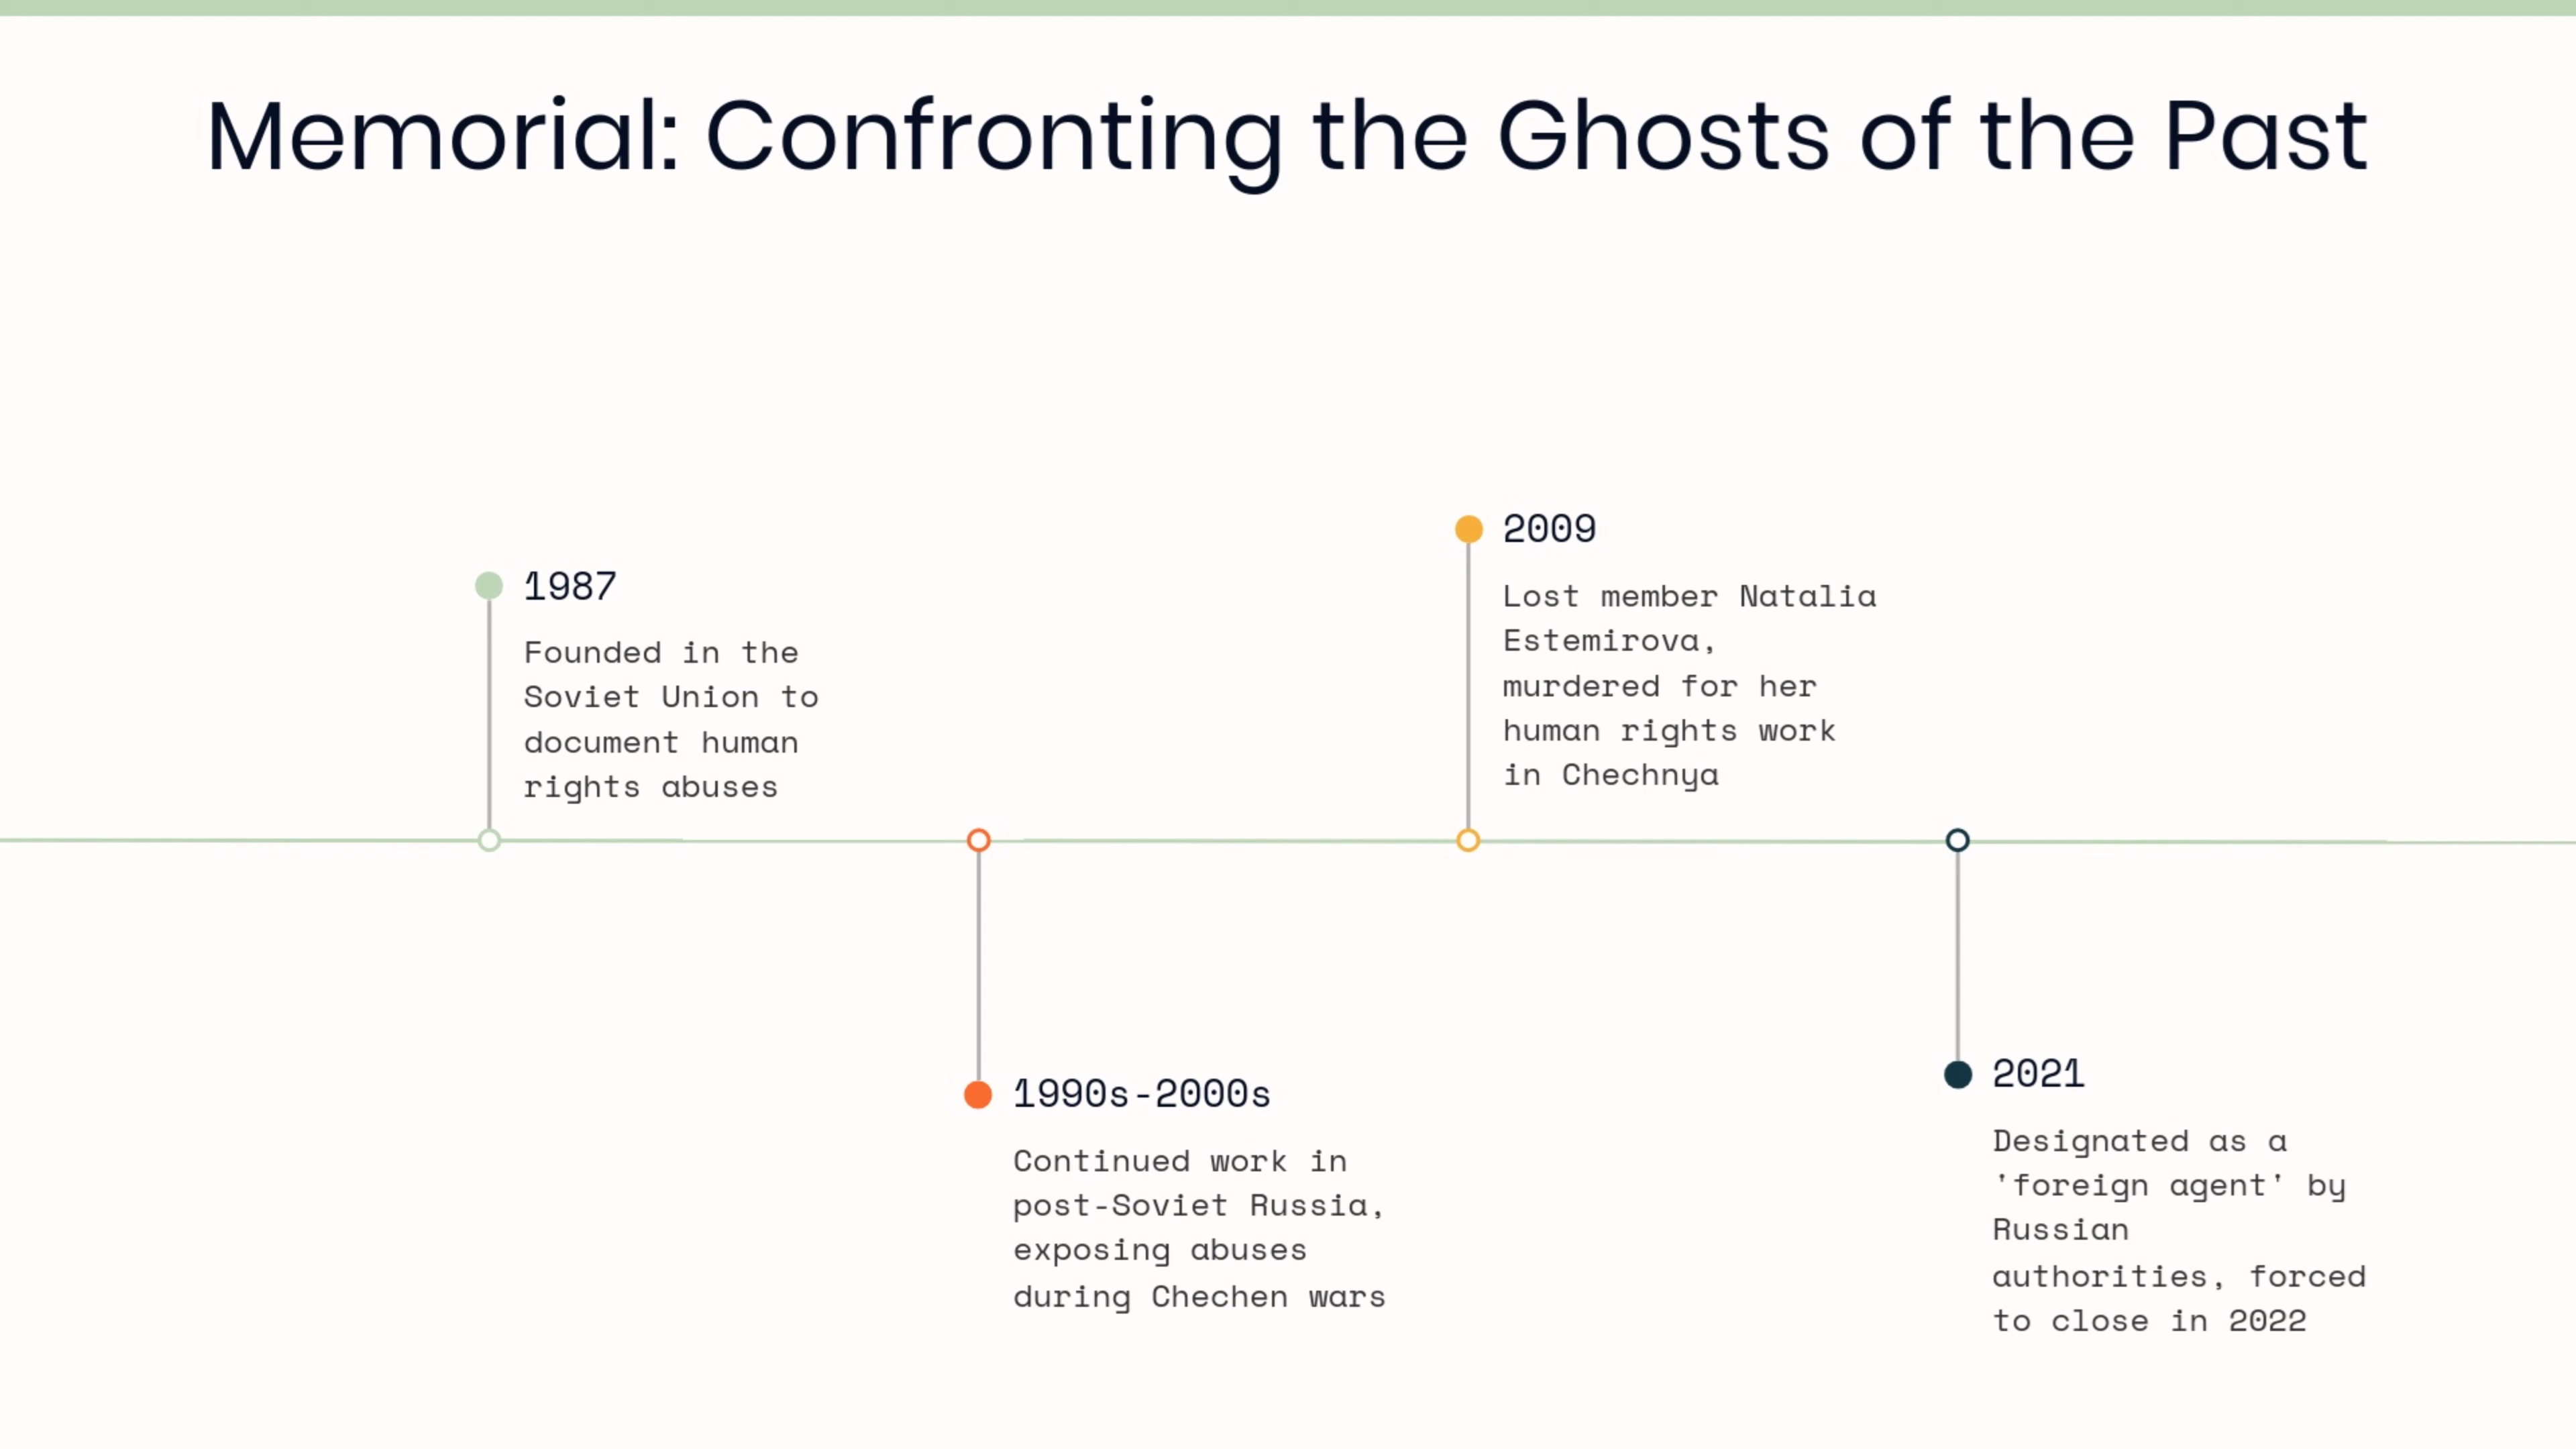 Memorial: Confronting the Ghosts of the Past
1987
Founded in the
Soviet Union to
document human
rights abuses
1990s-2000s
Continued work in
post-Soviet Russia,
exposing abuses
during Chechen wars
2009
Lost member Natalia
Estemirova,
murdered for her
human rights work
in Chechnya
2021
Designated as a
'foreign agent' by
Russian
authorities, forced
to close in 2022